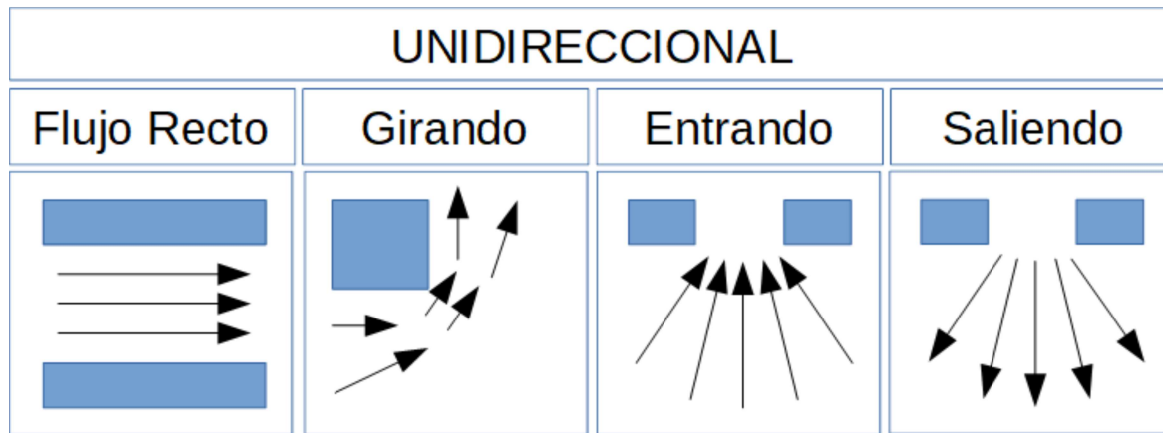 UNIDIRECCIONAL
Flujo Recto
Girando
Entrando
Saliendo